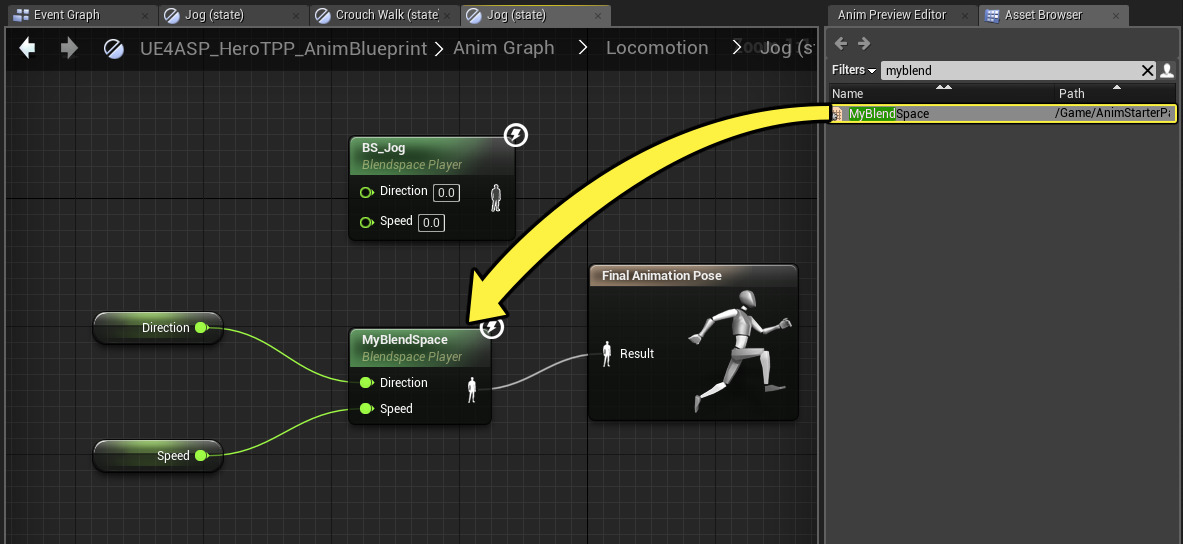 Event Graph
Jog (state)
Crouch Walk (state
Jog (state)
Anim Preview Editor
Asset Browser
UE4ASP_HeroTPP_AnimBlueprint > Anim Graph > Locomotion > Jog (s
Filters
myblend
Name
Path
MyBlendSpace
/Game/AnimStarterPa
BS_Jog
Blendspace Player
Direction 0.0
Speed 0.0
Final Animation Pose
Result
Direction
MyBlendSpace
Blendspace Player
Direction
Speed
Speed